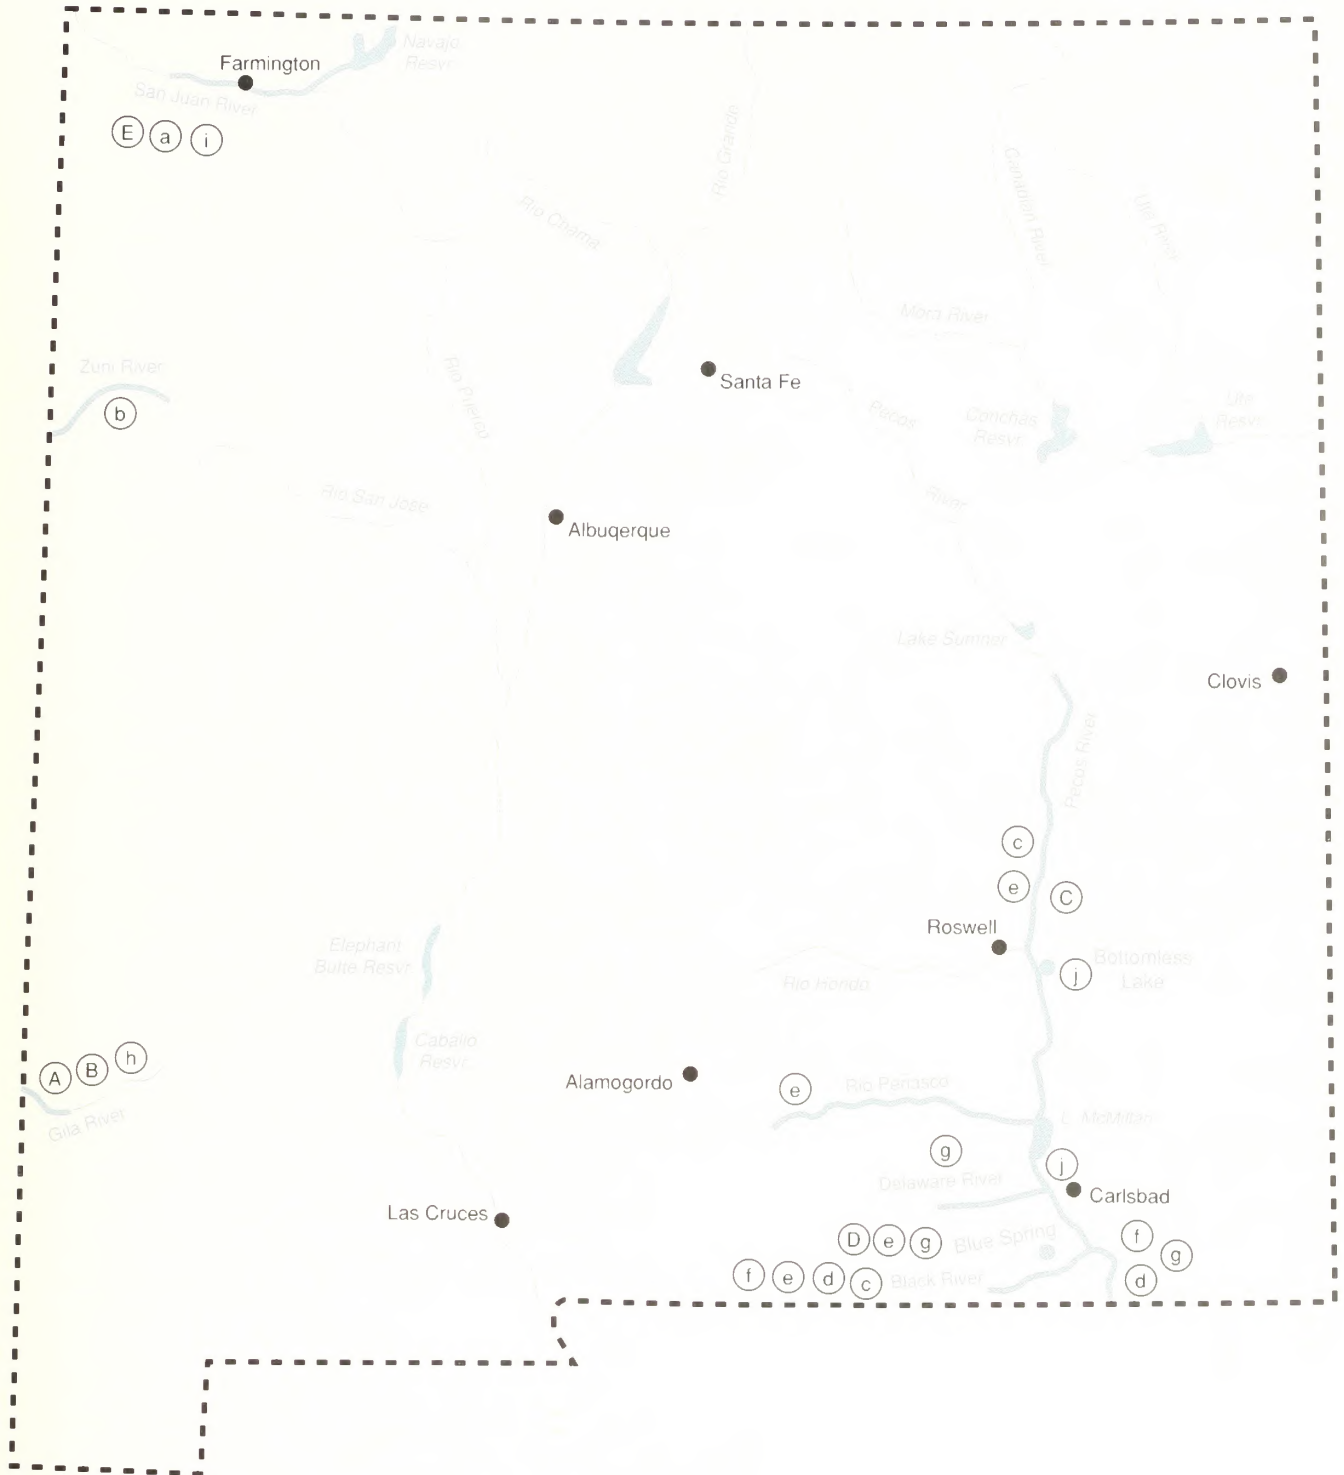 Navajo
Resvr.
Farmington
San Juan River
E a i
Rio Grande
Canadian River
Ute River
Rio Chama
Mora River
Zuni River
b
Rio Puerco
Santa Fe
Pecos
River
Conchas
Resvr.
Ute
Resvr.
Rio San Jose
Albuqerque
Lake Sumner
Clovis
Pecos River
c
e C
Roswell
Elephant
Butte Resvr.
Bottomless
Lake
j
Rio Hondo
Caballo
Resvr.
A B h
Gila River
Alamogordo
e
Rio Penasco
L. McMillan
g
j
Delaware River
Carlsbad
Las Cruces
D e g
Blue Spring
f
g
d
f e d c
Black River